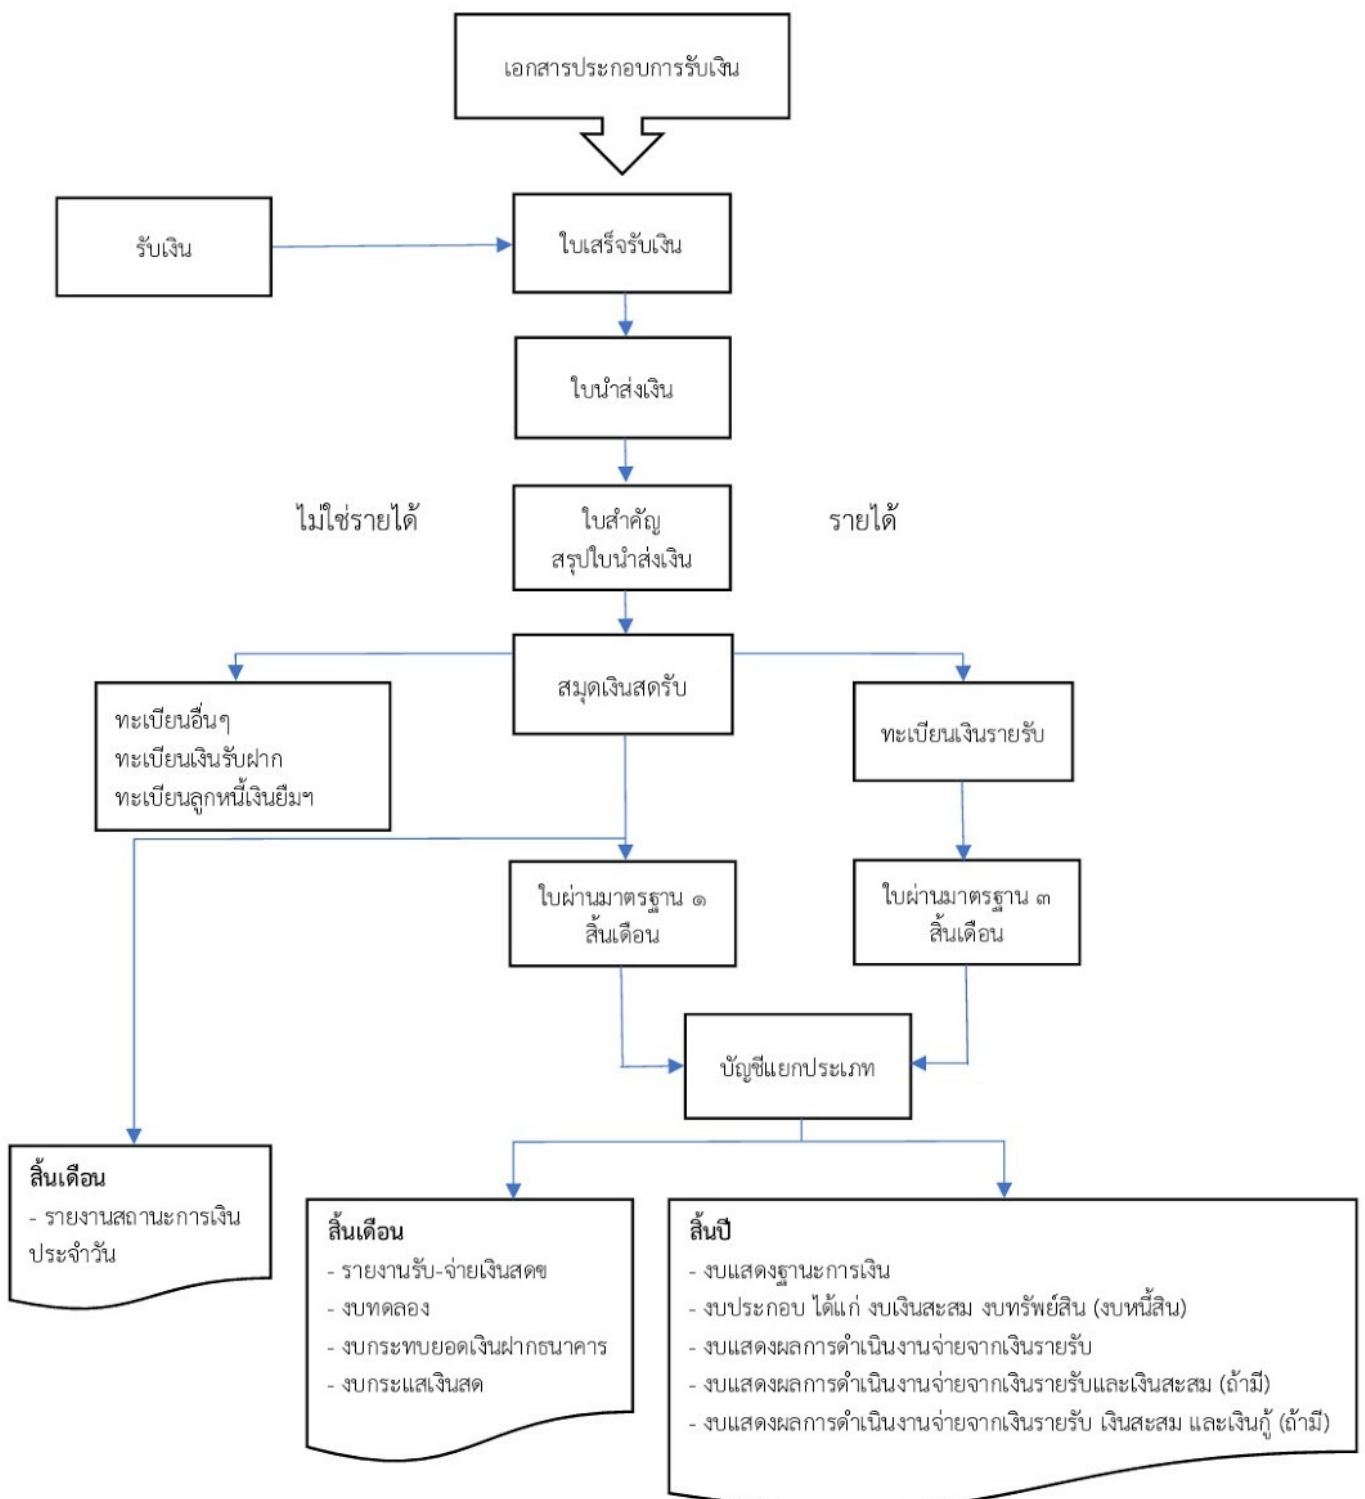 เอกสารประกอบการรับเงิน
รับเงิน
ใบเสร็จรับเงิน
ใบนำส่งเงิน
ไม่ใช่รายได้
ใบสำคัญ
สรุปใบนำส่งเงิน
รายได้
สมุดเงินสดรับ
ทะเบียนอื่นๆ
ทะเบียนเงินรับฝาก
ทะเบียนลูกหนี้เงินยืมฯ
ทะเบียนเงินรายรับ
ใบผ่านมาตรฐาน ๑
สิ้นเดือน
ใบผ่านมาตรฐาน ๓
สิ้นเดือน
บัญชีแยกประเภท
สิ้นเดือน
- รายงานสถานะการเงิน
ประจำวัน
สิ้นเดือน
- รายงานรับ-จ่ายเงินสดข
- งบทดลอง
- งบกระทบยอดเงินฝากธนาคาร
- งบกระแสเงินสด
สิ้นปี
- งบแสดงฐานะการเงิน
- งบประกอบ ได้แก่ งบเงินสะสม งบทรัพย์สิน (งบหนี้สิน)
- งบแสดงผลการดำเนินงานจ่ายจากเงินรายรับ
- งบแสดงผลการดำเนินงานจ่ายจากเงินรายรับและเงินสะสม (ถ้ามี)
- งบแสดงผลการดำเนินงานจ่ายจากเงินรายรับ เงินสะสม และเงินกู้ (ถ้ามี)